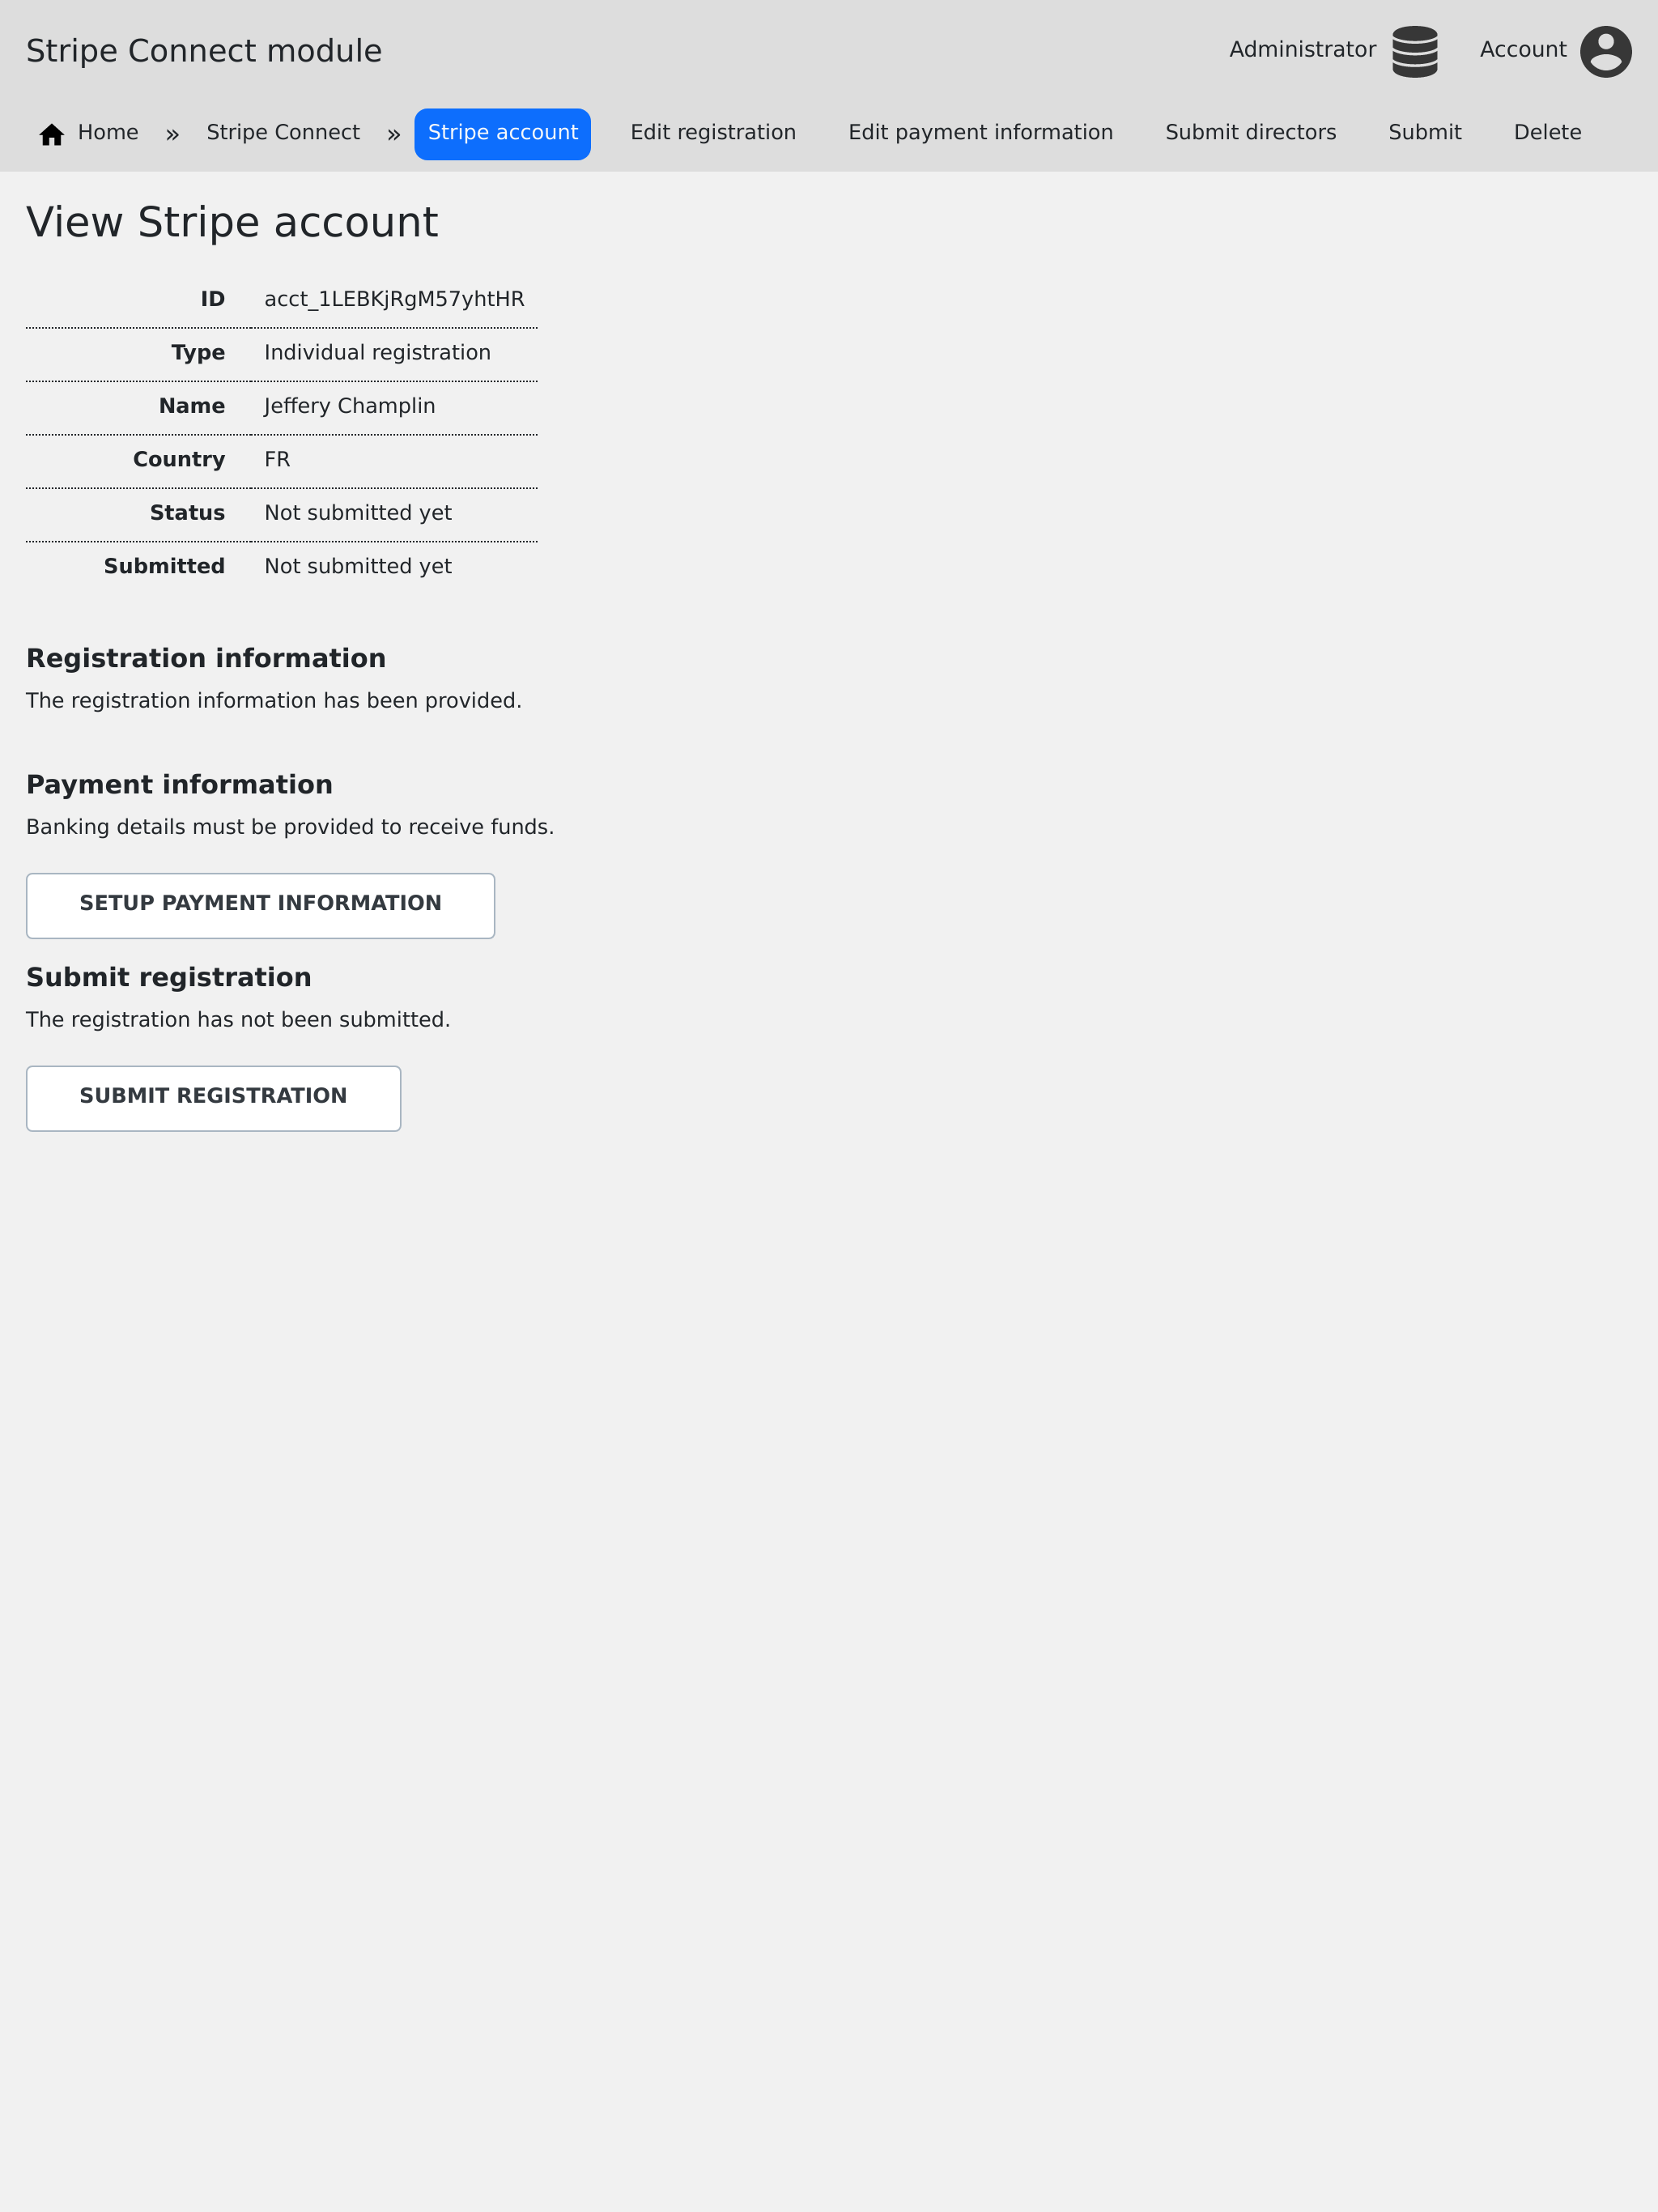 Stripe Connect module
Administrator
Account
Home » Stripe Connect » Stripe account Edit registration Edit payment information Submit directors Submit Delete
View Stripe account
ID acct_1LEBKjRgM57yhtHR
Type Individual registration
Name Jeffery Champlin
Country FR
Status Not submitted yet
Submitted Not submitted yet
Registration information
The registration information has been provided.
Payment information
Banking details must be provided to receive funds.
SETUP PAYMENT INFORMATION
Submit registration
The registration has not been submitted.
SUBMIT REGISTRATION